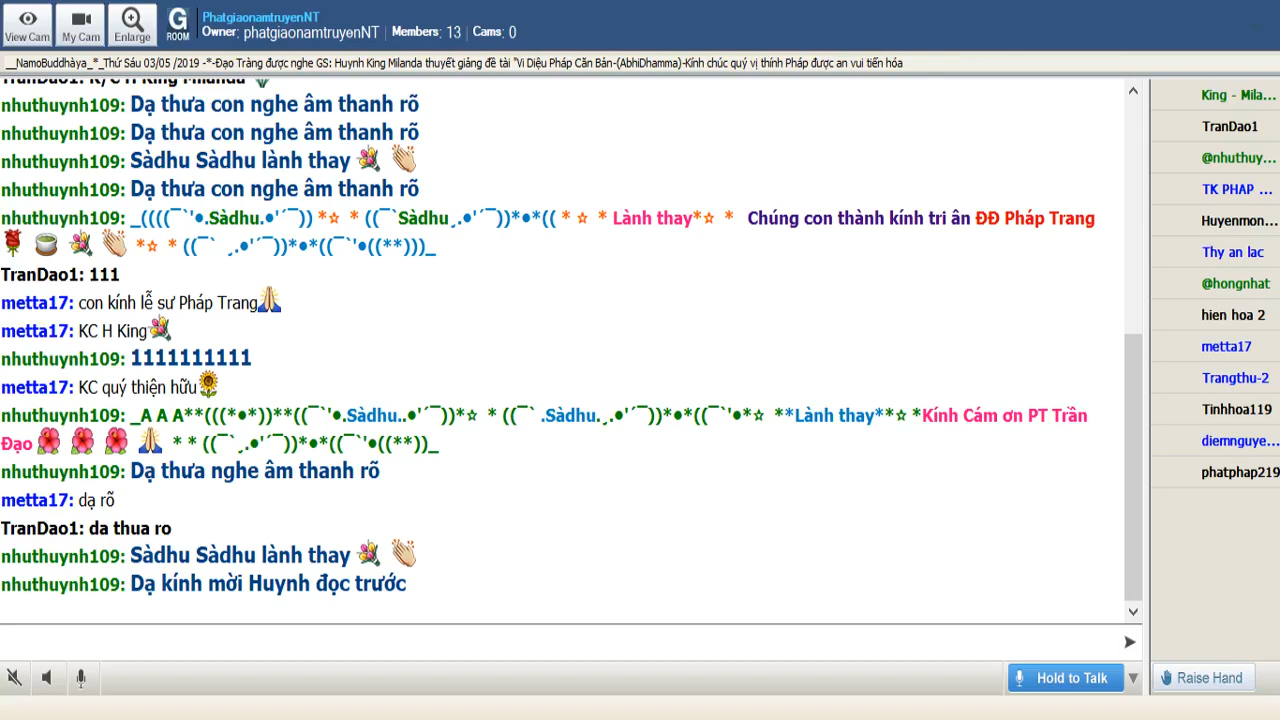 View Cam
My Cam
Enlarge
G
ROOM
PhatgiaonamtruyenNT
Owner: phatgiaonamtruyenNT | Members: 13 | Cams: 0
__NamoBuddhàya_*_Thứ Sáu 03/05 /2019 -*-Đạo Tràng được nghe GS: Huynh King Milanda thuyết giảng đề tài "Vi Diệu Pháp Căn Bản-(AbhiDhamma)-Kính chúc quý vị thính Pháp được an vui tiến hóa
TranDao1: K/C H King Milanda
nhuthuynh109: Dạ thưa con nghe âm thanh rõ
nhuthuynh109: Dạ thưa con nghe âm thanh rõ
nhuthuynh109: Sàdhu Sàdhu lành thay
nhuthuynh109: Dạ thưa con nghe âm thanh rõ
nhuthuynh109: _((((¯`'●.Sàdhu.●'´¯)) *☆ * ((¯`Sàdhu¸.●'´¯))*●*(( * ☆ * Lành thay*☆ * Chúng con thành kính tri ân ĐĐ Pháp Trang
*☆ * ((¯` ¸.●'´¯))*●*((¯`'●((**)))_
TranDao1: 111
metta17: con kính lễ sư Pháp Trang
metta17: KC H King
nhuthuynh109: 1111111111
metta17: KC quý thiện hữu
nhuthuynh109: _A A A**(((*●*))**((¯`'●.Sàdhu..●'´¯))*☆ * ((¯` .Sàdhu.¸.●'´¯))*●*((¯`'●*☆ **Lành thay**☆ *Kính Cám ơn PT Trần
Đạo * * ((¯`¸.●'´¯))*●*((¯`'●((**))_
nhuthuynh109: Dạ thưa nghe âm thanh rõ
metta17: dạ rõ
TranDao1: da thua ro
nhuthuynh109: Sàdhu Sàdhu lành thay
nhuthuynh109: Dạ kính mời Huynh đọc trước
King - Mila...
TranDao1
@nhuthuy...
TK PHAP ...
Huyenmon...
Thy an lac
@hongnhat
hien hoa 2
metta17
Trangthu-2
Tinhhoa119
diemnguye...
phatphap219
Hold to Talk
Raise Hand